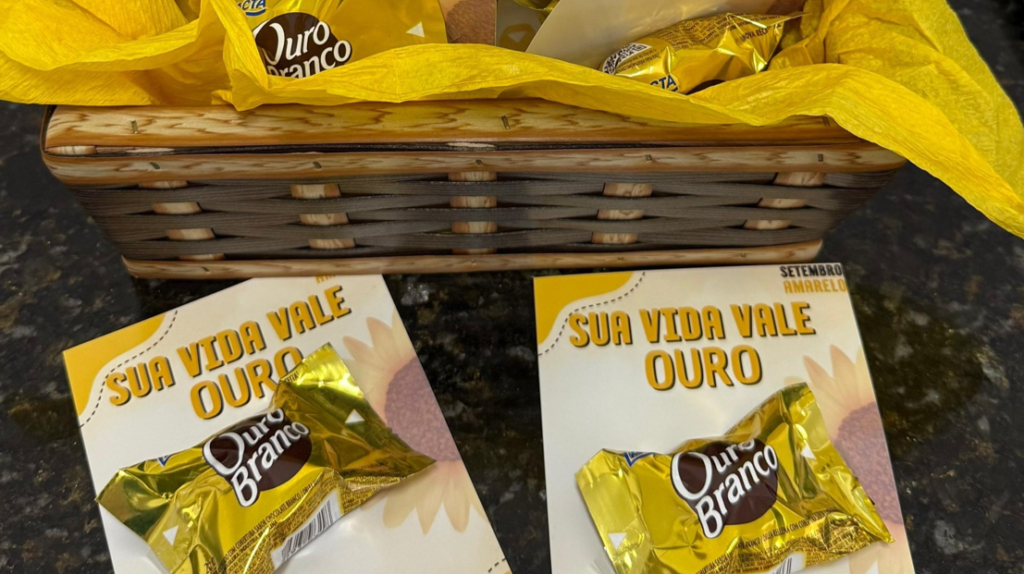 Ouro
Branco
SUA VIDA VALE
OURO
Ouro
Branco
SETEMBRO
AMARELO
SUA VIDA VALE
OURO
Ouro
Branco